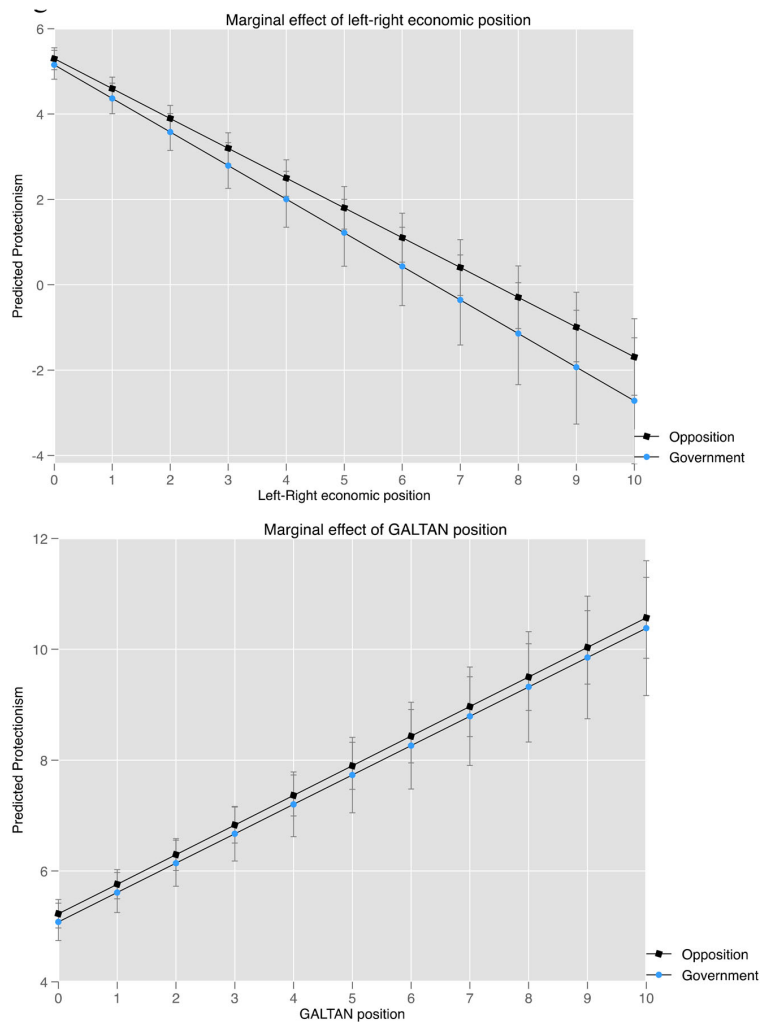 Marginal effect of left-right economic position
6
4
2
0
-2
-4
Predicted Protectionism
0 1 2 3 4 5 6 7 8 9 10
Left-Right economic position
Opposition
Government
Marginal effect of GALTAN position
12
10
8
6
4
Predicted Protectionism
0 1 2 3 4 5 6 7 8 9 10
GALTAN position
Opposition
Government